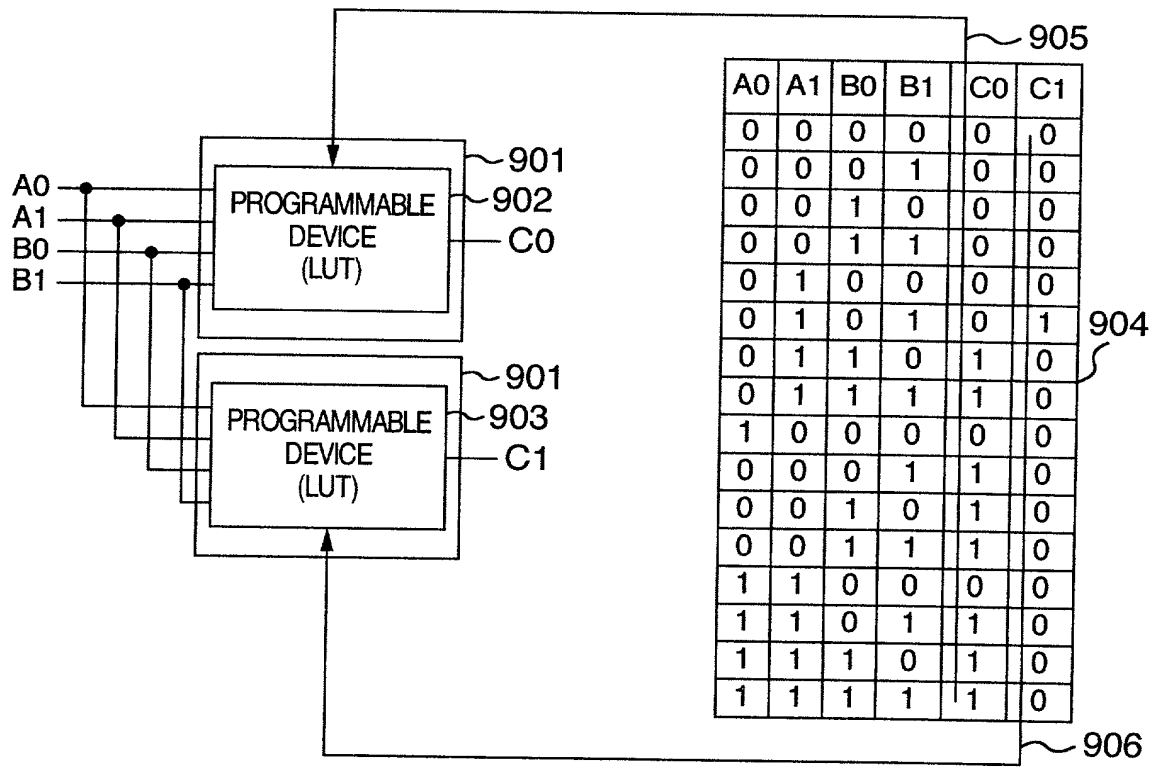 905
A0 A1 B0 B1 C0 C1
0 0 0 0 0 0
0 0 0 1 0 0
0 0 1 0 0 0
0 0 1 1 0 0
0 1 0 0 0 0
0 1 0 1 0 1
0 1 1 0 1 0
0 1 1 1 1 0
1 0 0 0 0 0
0 0 0 1 1 0
0 0 1 0 1 0
0 0 1 1 1 0
1 1 0 0 0 0
1 1 0 1 1 0
1 1 1 0 1 0
1 1 1 1 1 0
904
906
901
902
A0
A1
B0
B1
PROGRAMMABLE
DEVICE
(LUT)
C0
901
903
PROGRAMMABLE
DEVICE
(LUT)
C1